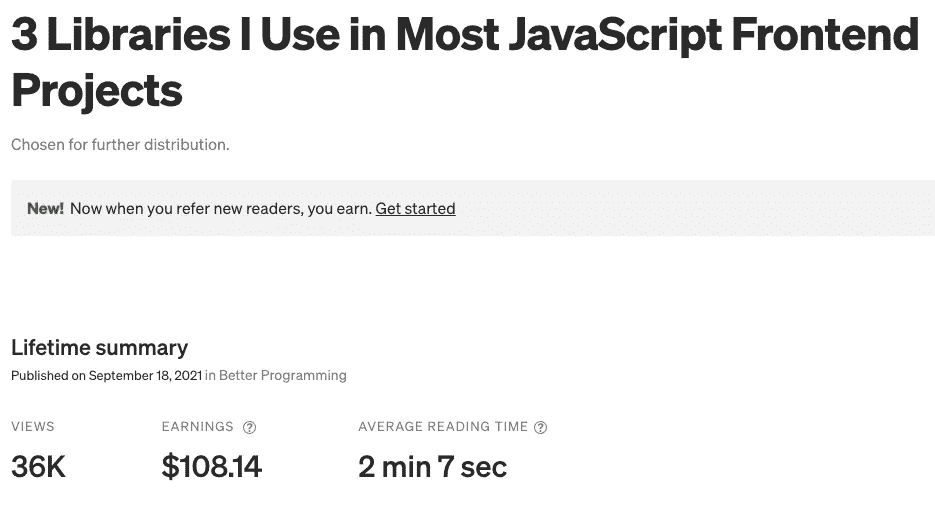 3 Libraries I Use in Most JavaScript Frontend
Projects
Chosen for further distribution.
New! Now when you refer new readers, you earn. Get started
Lifetime summary
Published on September 18, 2021 in Better Programming
VIEWS EARNINGS ? AVERAGE READING TIME ?
36K $108.14 2 min 7 sec